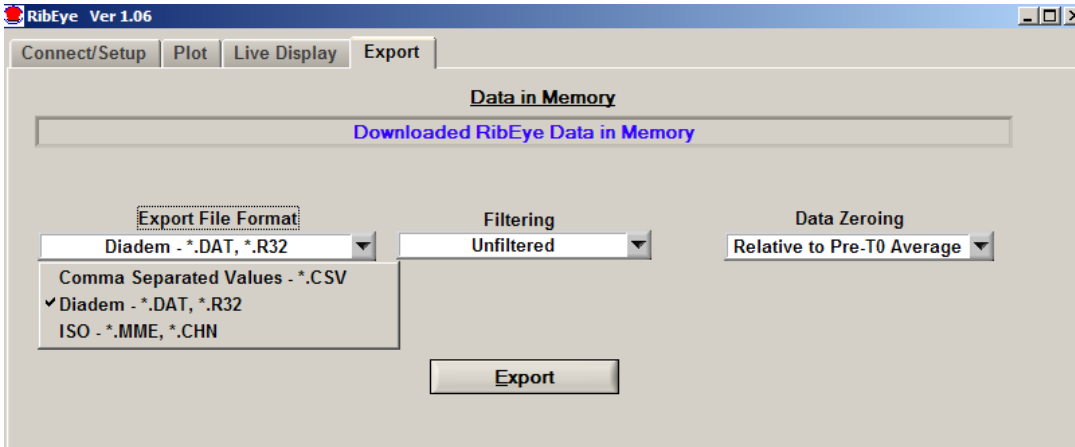 RibEye Ver 1.06
Connect/Setup Plot Live Display Export
Data in Memory
Downloaded RibEye Data in Memory
Export File Format Filtering Data Zeroing
Diadem - *.DAT, *.R32 Unfiltered Relative to Pre-T0 Average
Comma Separated Values - *.CSV
Diadem - *.DAT, *.R32
ISO - *.MME, *.CHN
Export